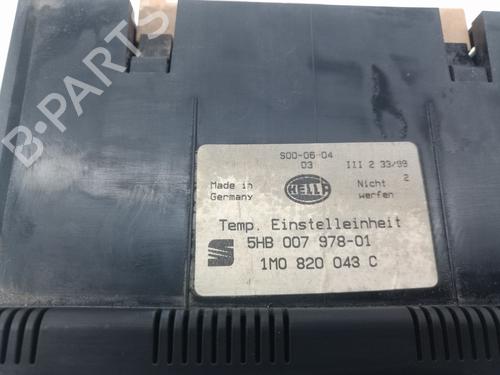 S00-06-04
03
III 2 33/99
2
Made in
Germany
HELLA
Nicht
werfen
Temp. Einstelleinheit
5HB 007 978-01
1M0 820 043 C
B-PARTS